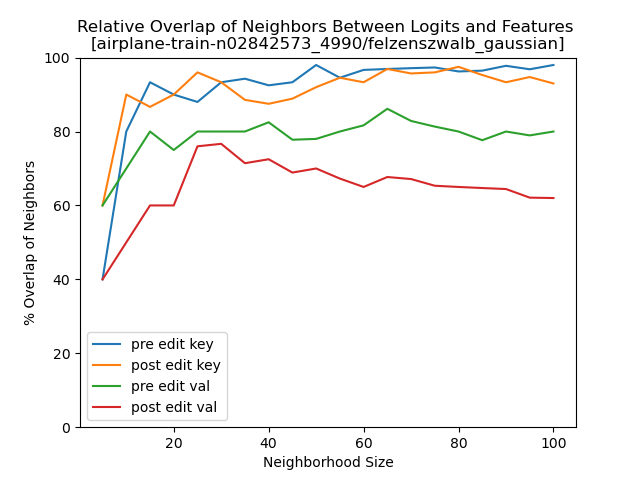 Relative Overlap of Neighbors Between Logits and Features
[airplane-train-n02842573_4990/felzenszwalb_gaussian]
100
80
60
40
20
0
% Overlap of Neighbors
pre edit key
post edit key
pre edit val
post edit val
20 40 60 80 100
Neighborhood Size